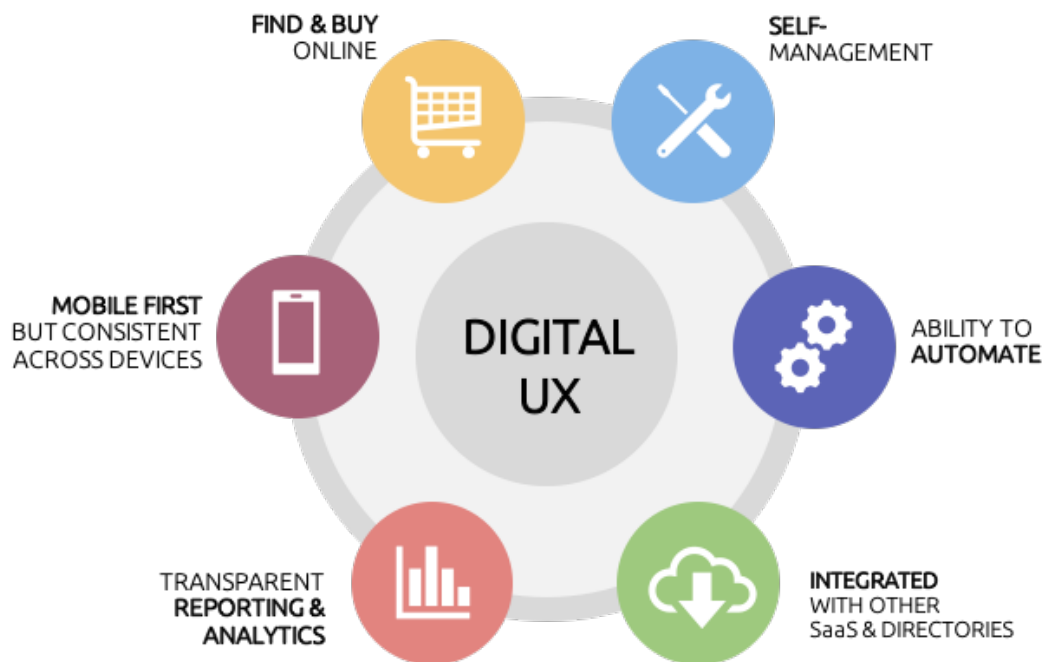 FIND & BUY
ONLINE
SELF-
MANAGEMENT
MOBILE FIRST
BUT CONSISTENT
ACROSS DEVICES
DIGITAL
UX
ABILITY TO
AUTOMATE
TRANSPARENT
REPORTING &
ANALYTICS
INTEGRATED
WITH OTHER
SaaS & DIRECTORIES